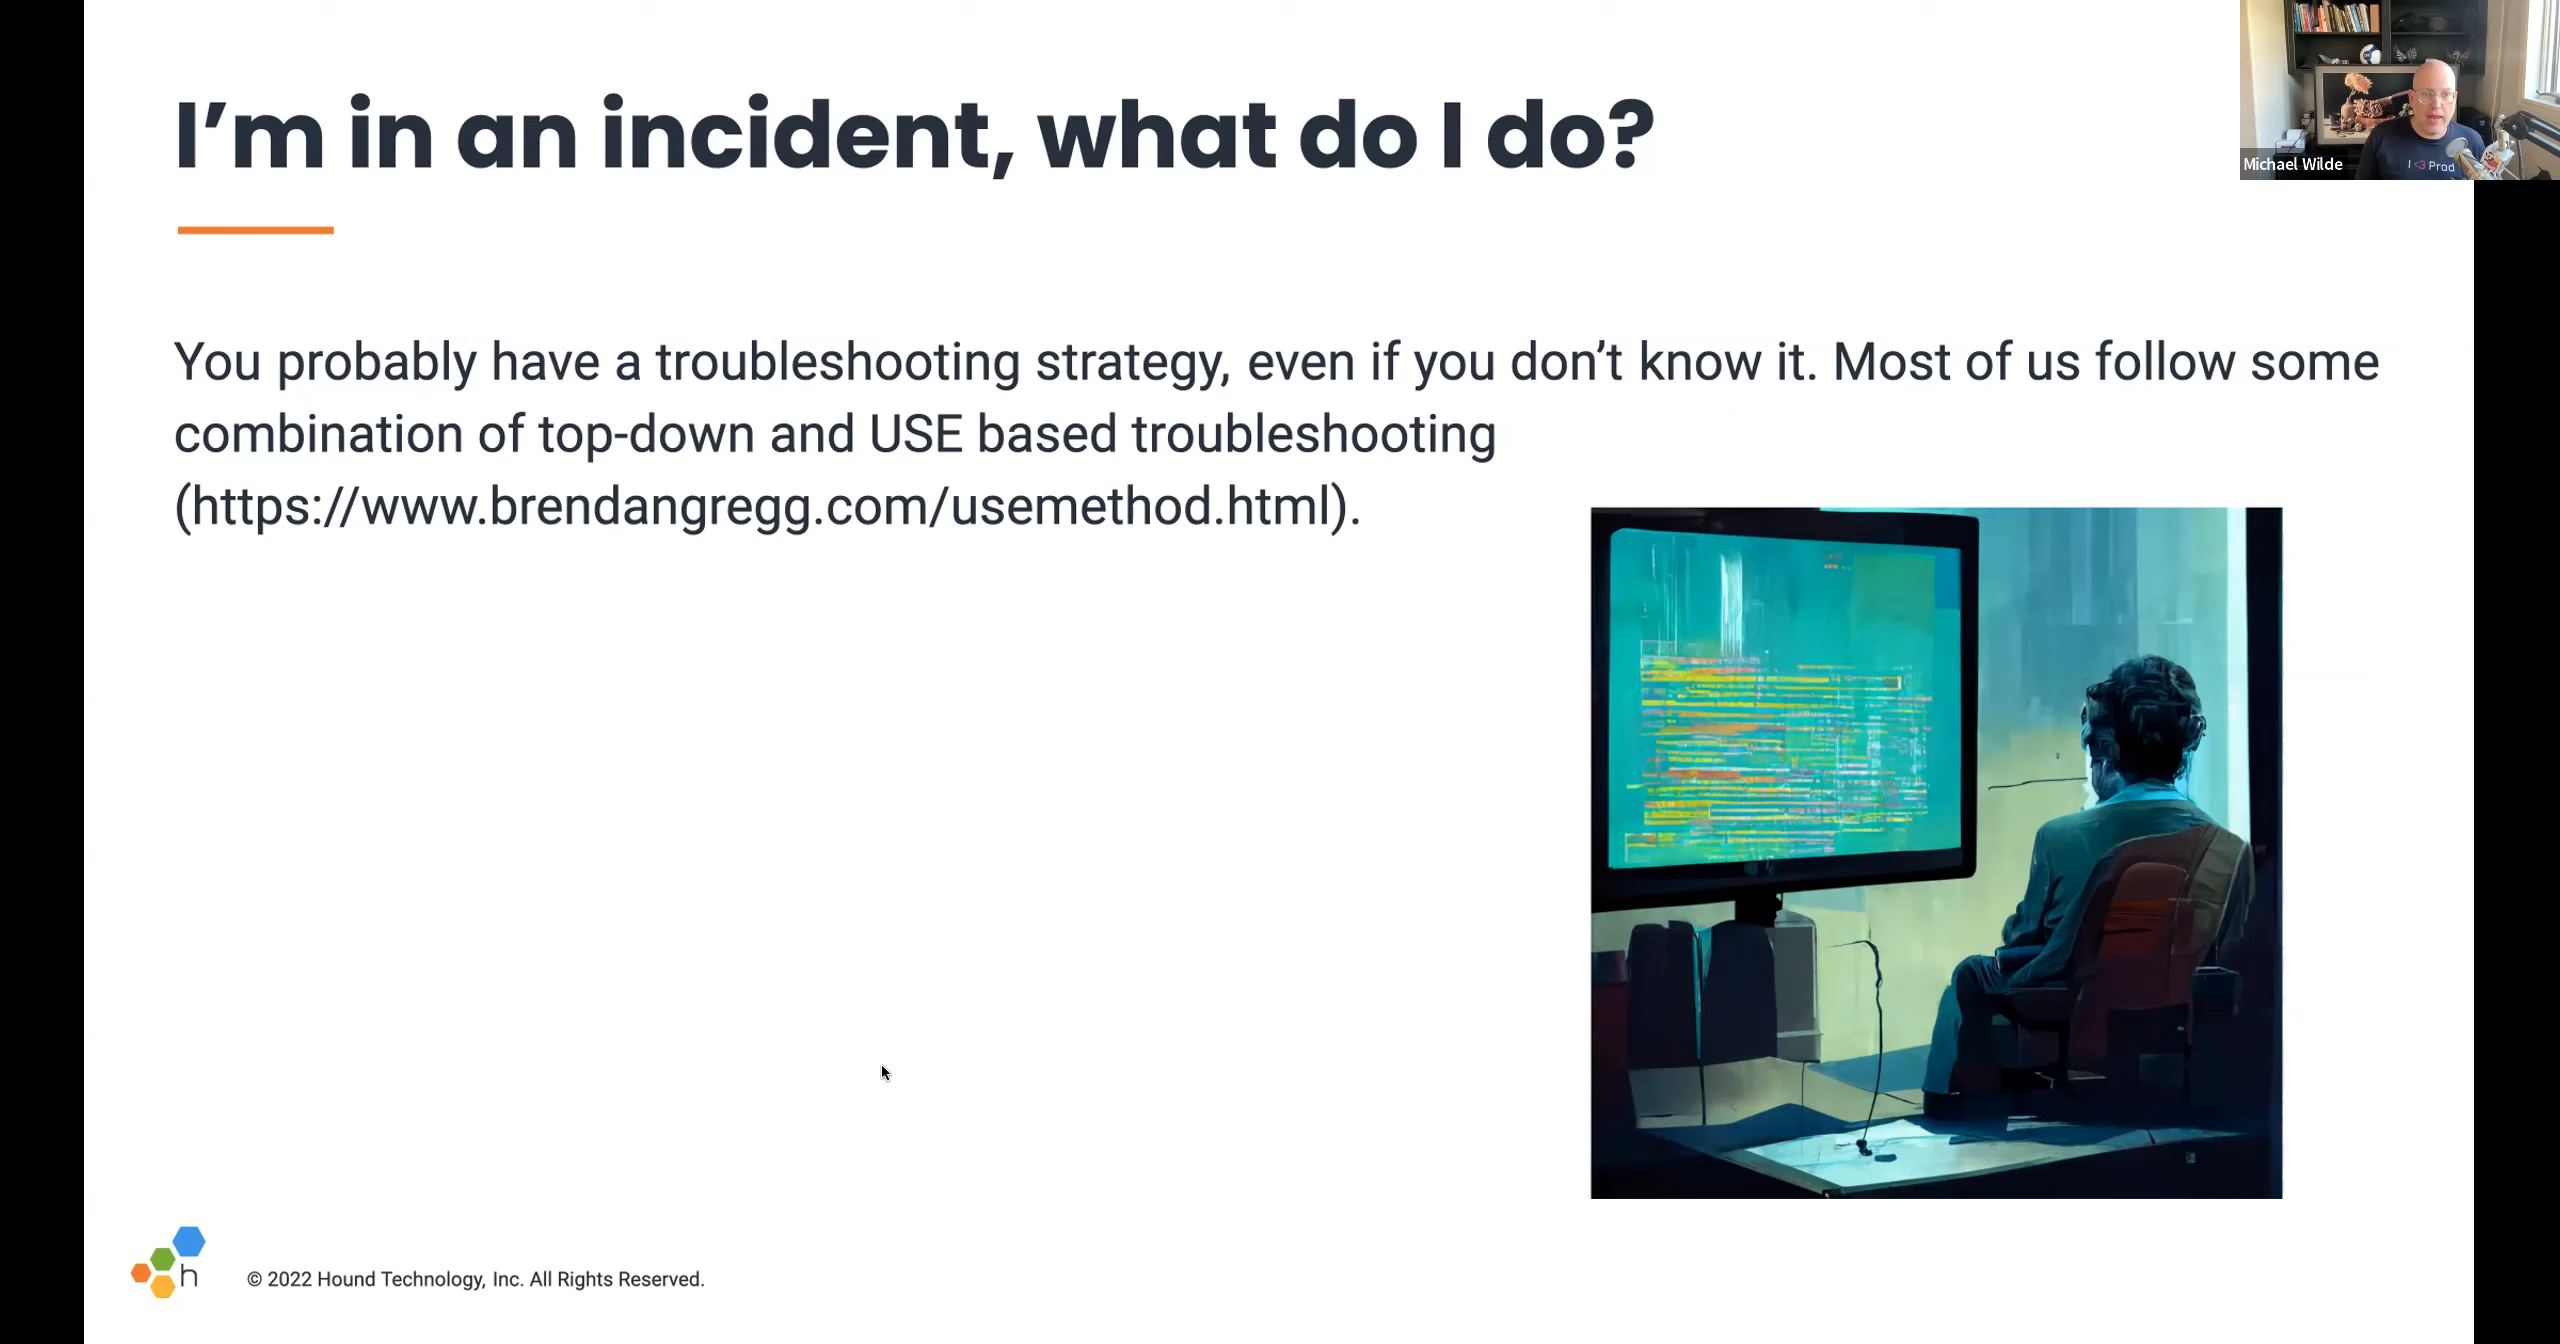 I’m in an incident, what do I do?
Michael Wilde
I <3 Prod
You probably have a troubleshooting strategy, even if you don’t know it. Most of us follow some
combination of top-down and USE based troubleshooting
(https://www.brendangregg.com/usemethod.html).
h
© 2022 Hound Technology, Inc. All Rights Reserved.